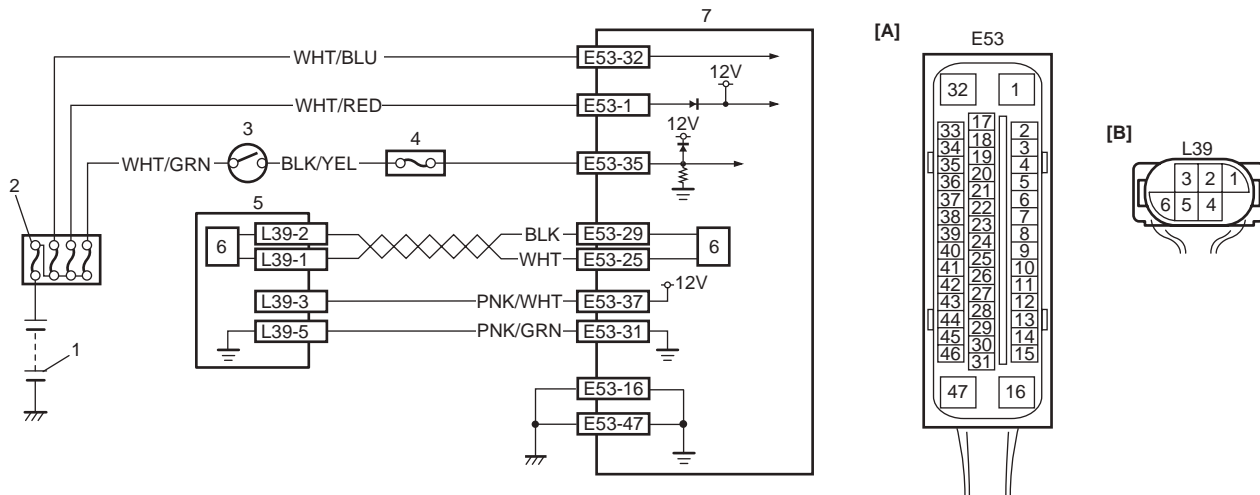 7
WHT/BLU E53-32
12V
WHT/RED E53-1
3 4 12V
WHT/GRN BLK/YEL E53-35
2
5
6 L39-2 BLK E53-29 6
L39-1 WHT E53-25
12V
L39-3 PNK/WHT E53-37
L39-5 PNK/GRN E53-31
1
E53-16
E53-47
[A]
E53
32 1
17
33 2
18
34 3
19
35 4
20
36 5
21
37 6
22
38 7
23
39 8
24
40 9
25
41 10
26
42 11
27
43 12
28
44 13
29
45 14
30
46 15
31
47 16
[B]
L39
3 2 1
6 5 4